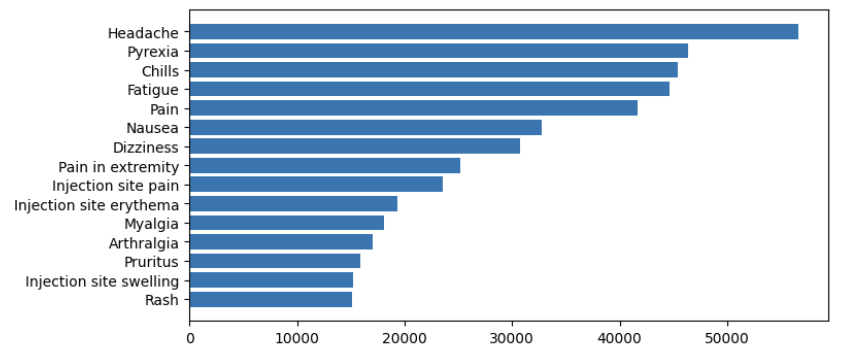 Headache
Pyrexia
Chills
Fatigue
Pain
Nausea
Dizziness
Pain in extremity
Injection site pain
Injection site erythema
Myalgia
Arthralgia
Pruritus
Injection site swelling
Rash
0 10000 20000 30000 40000 50000